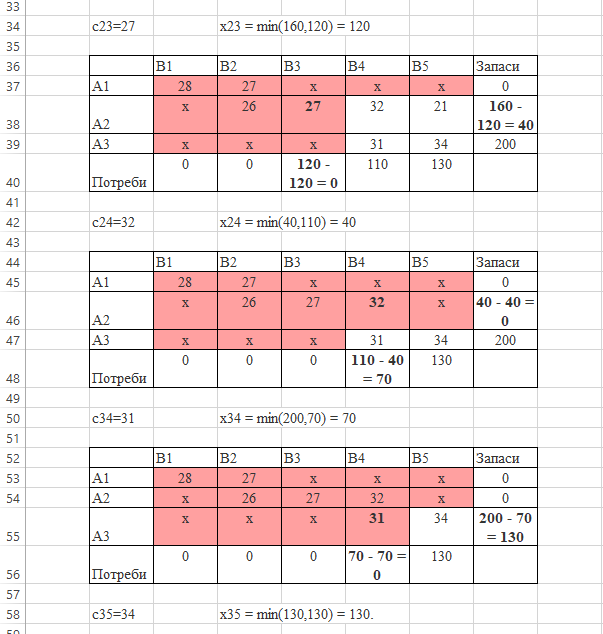 33
34 c23=27 x23 = min(160,120) = 120
35
36 B1 B2 B3 B4 B5 Запаси
37 A1 28 27 x x x 0
38 A2 x 26 27 32 21 160 - 120 = 40
39 A3 x x x 31 34 200
40 Потреби 0 0 120 - 120 = 0 110 130
41
42 c24=32 x24 = min(40,110) = 40
43
44 B1 B2 B3 B4 B5 Запаси
45 A1 28 27 x x x 0
46 A2 x 26 27 32 x 40 - 40 = 0
47 A3 x x x 31 34 200
48 Потреби 0 0 0 110 - 40 = 70 130
49
50 c34=31 x34 = min(200,70) = 70
51
52 B1 B2 B3 B4 B5 Запаси
53 A1 28 27 x x x 0
54 A2 x 26 27 32 x 0
55 A3 x x x 31 34 200 - 70 = 130
56 Потреби 0 0 0 70 - 70 = 0 130
57
58 c35=34 x35 = min(130,130) = 130.